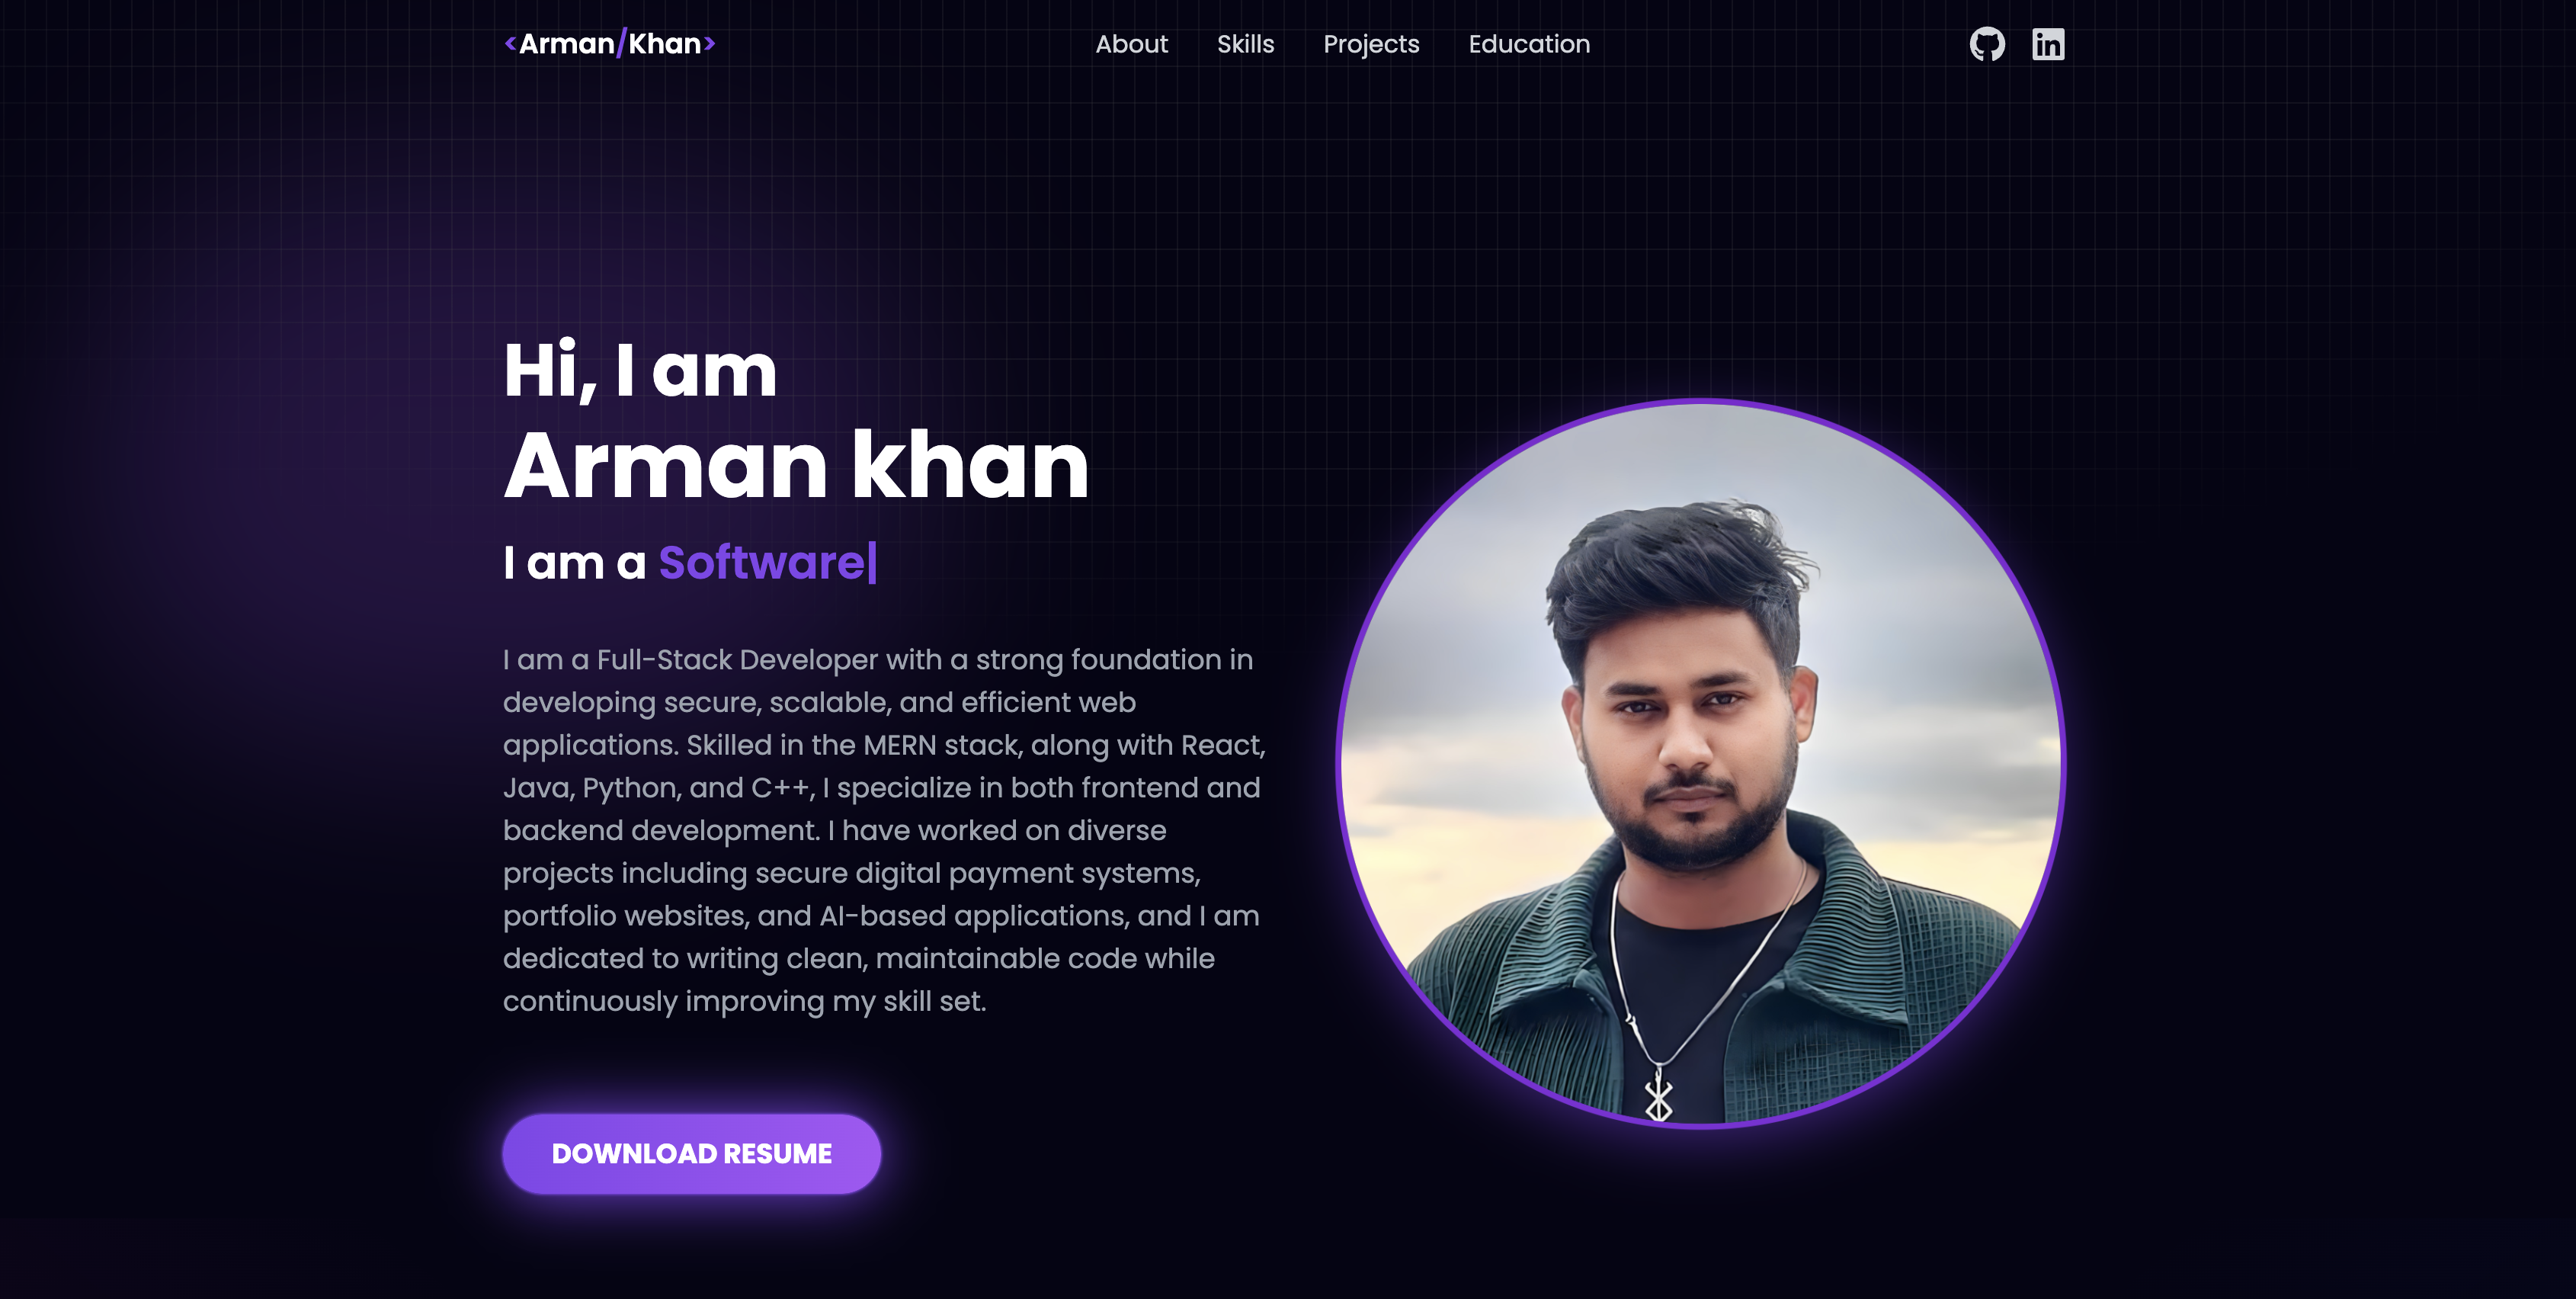 <Arman/Khan>
About Skills Projects Education
Hi, I am
Arman khan
I am a Software|
I am a Full-Stack Developer with a strong foundation in
developing secure, scalable, and efficient web
applications. Skilled in the MERN stack, along with React,
Java, Python, and C++, I specialize in both frontend and
backend development. I have worked on diverse
projects including secure digital payment systems,
portfolio websites, and AI-based applications, and I am
dedicated to writing clean, maintainable code while
continuously improving my skill set.
DOWNLOAD RESUME